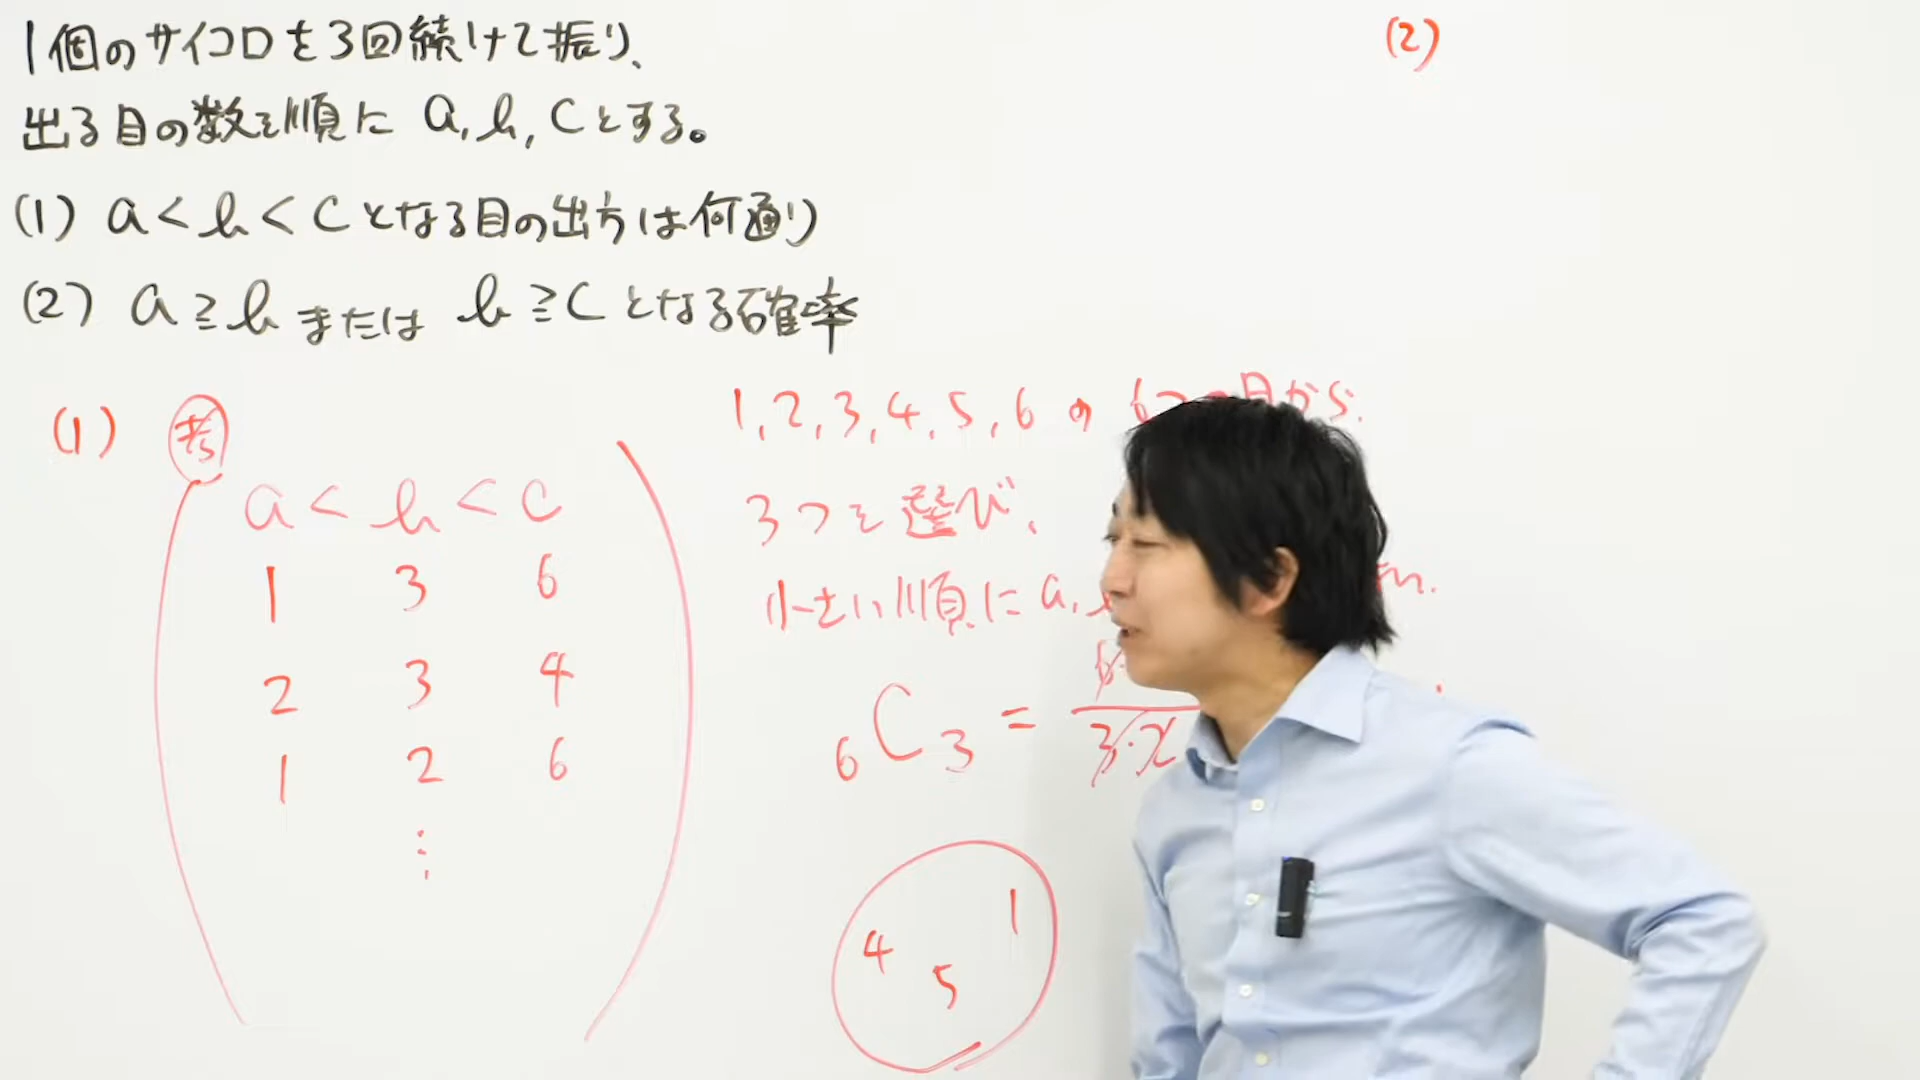 1個のサイコロを3回続けて振り、
出る目の数を順に a, b, c とする。
(1) a < b < c となる目の出方は何通り
(2) a ≧ b または b ≧ c となる確率
(1) 考
a < b < c
1 3 6
2 3 4
1 2 6
⋮
1, 2, 3, 4, 5, 6 の 6つの目から、
3つを選び、
小さい順に a,
₆C₃ = 3・2
4 5 1
(2)